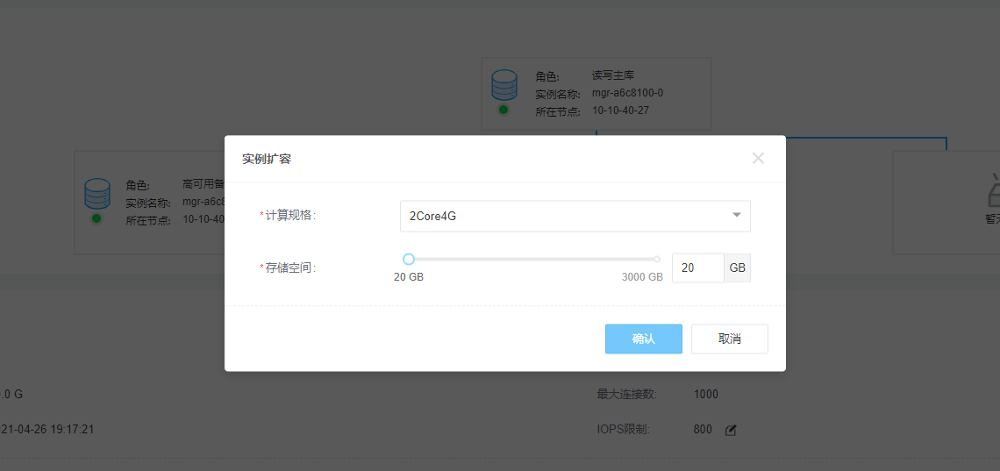 角色: 读写主库
实例名称: mgr-a6c8100-0
所在节点: 10-10-40-27
角色: 高可用备
实例名称: mgr-a6c8
所在节点: 10-10-40
暂无
实例扩容
*计算规格: 2Core4G
*存储空间: 20 GB
20 GB 3000 GB
确认 取消
.0 G
最大连接数: 1000
21-04-26 19:17:21
IOPS限制: 800